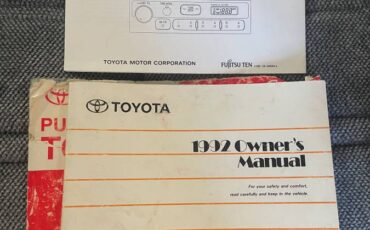 TOYOTA MOTOR CORPORATION FUJITSU TEN
TOYOTA
PU
T
1992 Owner's
Manual
For your safety and comfort,
read carefully and keep in the vehicle.